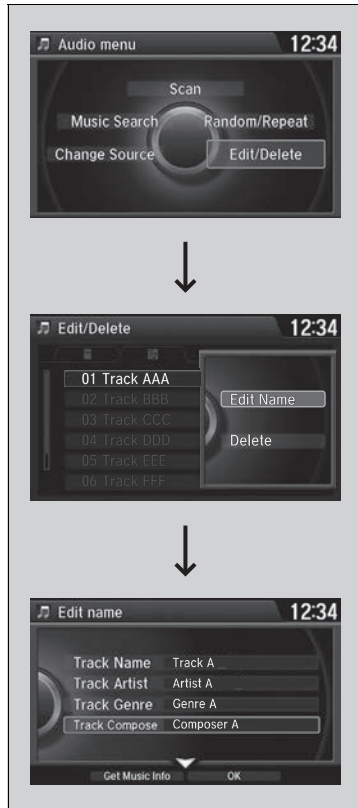 Audio menu 12:34
Scan
Music Search Random/Repeat
Change Source Edit/Delete
Edit/Delete 12:34
01 Track AAA
02 Track BBB
Edit Name
03 Track CCC
04 Track DDD
Delete
05 Track EEE
06 Track FFF
Edit name 12:34
Track Name Track A
Track Artist Artist A
Track Genre Genre A
Track Compose Composer A
Get Music Info OK